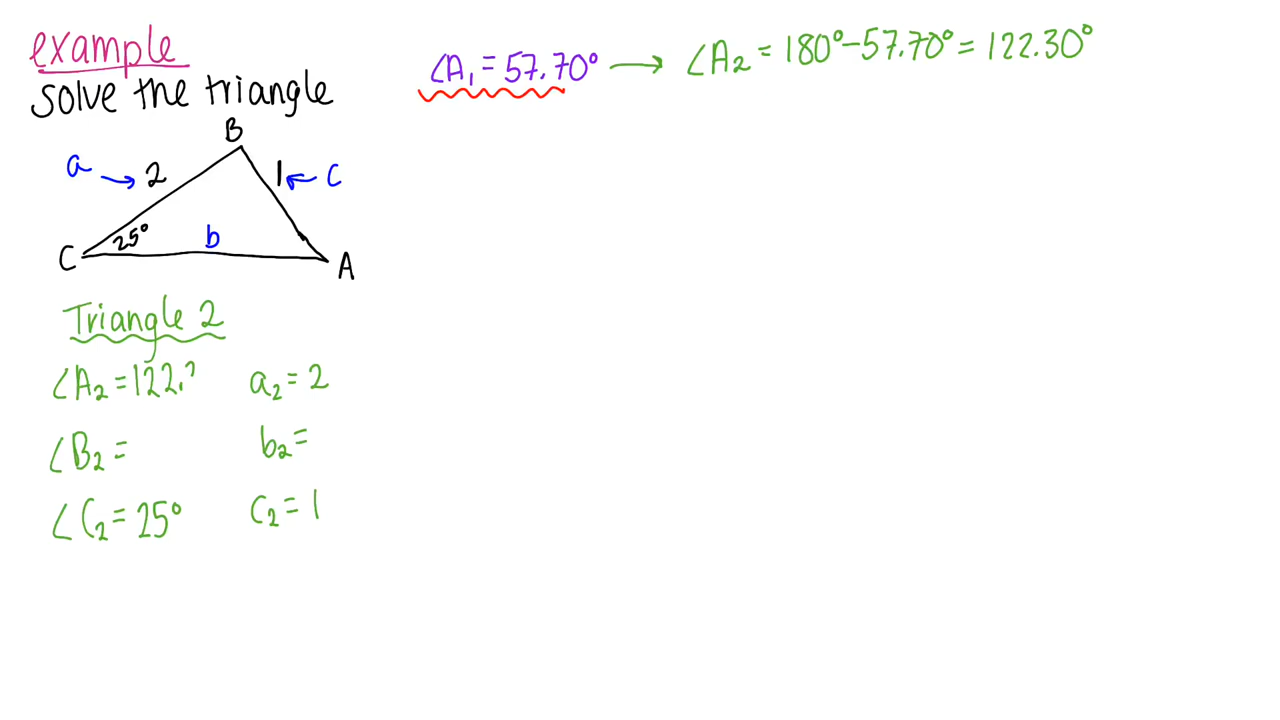 example
solve the triangle
∠A₁ = 57.70° → ∠A₂ = 180° - 57.70° = 122.30°
B
a → 2
1 ← c
25°
b
C
A
Triangle 2
∠A₂ = 122.? a₂ = 2
∠B₂ = b₂ =
∠C₂ = 25° c₂ = 1